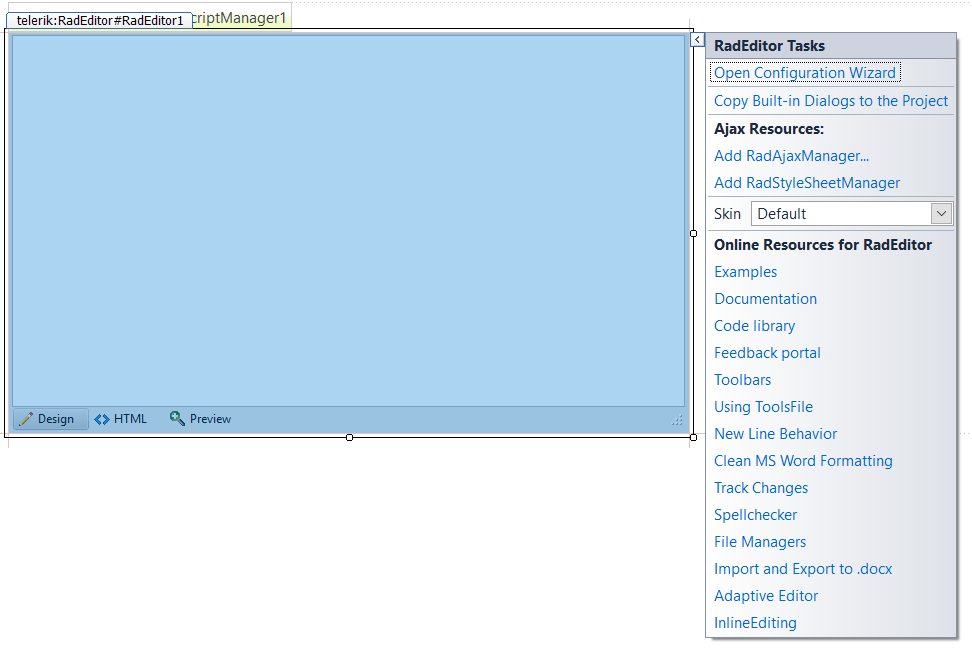 telerik:RadEditor#RadEditor1
criptManager1
Design
HTML
Preview
RadEditor Tasks
Open Configuration Wizard
Copy Built-in Dialogs to the Project
Ajax Resources:
Add RadAjaxManager...
Add RadStyleSheetManager
Skin Default
Online Resources for RadEditor
Examples
Documentation
Code library
Feedback portal
Toolbars
Using ToolsFile
New Line Behavior
Clean MS Word Formatting
Track Changes
Spellchecker
File Managers
Import and Export to .docx
Adaptive Editor
InlineEditing